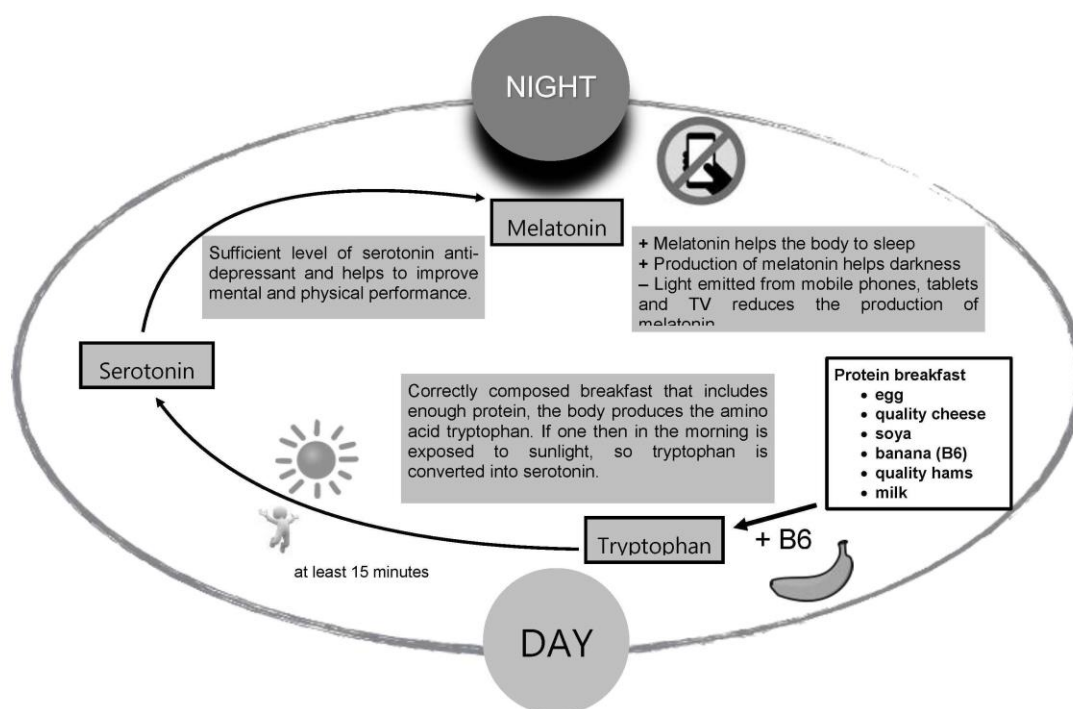 NIGHT
Melatonin
Sufficient level of serotonin anti-
depressant and helps to improve
mental and physical performance.
+ Melatonin helps the body to sleep
+ Production of melatonin helps darkness
– Light emitted from mobile phones, tablets
and TV reduces the production of
melatonin
Serotonin
Correctly composed breakfast that includes
enough protein, the body produces the amino
acid tryptophan. If one then in the morning is
exposed to sunlight, so tryptophan is
converted into serotonin.
Protein breakfast
• egg
• quality cheese
• soya
• banana (B6)
• quality hams
• milk
Tryptophan
+ B6
at least 15 minutes
DAY